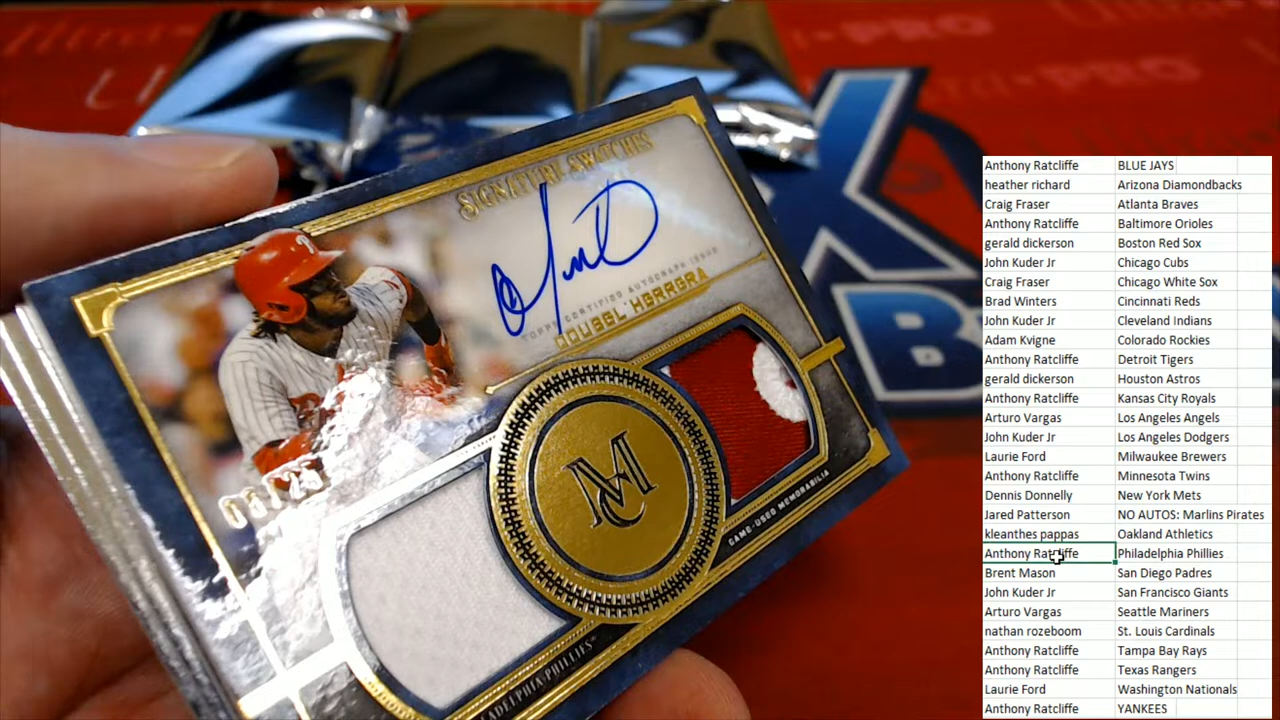 Ultra PRO
SIGNATURE SWATCHES
TOPPS CERTIFIED AUTOGRAPH ISSUE
ODUBEL HERRERA
MC
GAME-USED MEMORABILIA
ADELPHIA PHILLIES
Anthony Ratcliffe BLUE JAYS
heather richard Arizona Diamondbacks
Craig Fraser Atlanta Braves
Anthony Ratcliffe Baltimore Orioles
gerald dickerson Boston Red Sox
John Kuder Jr Chicago Cubs
Craig Fraser Chicago White Sox
Brad Winters Cincinnati Reds
John Kuder Jr Cleveland Indians
Adam Kvigne Colorado Rockies
Anthony Ratcliffe Detroit Tigers
gerald dickerson Houston Astros
Anthony Ratcliffe Kansas City Royals
Arturo Vargas Los Angeles Angels
John Kuder Jr Los Angeles Dodgers
Laurie Ford Milwaukee Brewers
Anthony Ratcliffe Minnesota Twins
Dennis Donnelly New York Mets
Jared Patterson NO AUTOS: Marlins Pirates
kleanthes pappas Oakland Athletics
Anthony Ratcliffe Philadelphia Phillies
Brent Mason San Diego Padres
John Kuder Jr San Francisco Giants
Arturo Vargas Seattle Mariners
nathan rozeboom St. Louis Cardinals
Anthony Ratcliffe Tampa Bay Rays
Anthony Ratcliffe Texas Rangers
Laurie Ford Washington Nationals
Anthony Ratcliffe YANKEES